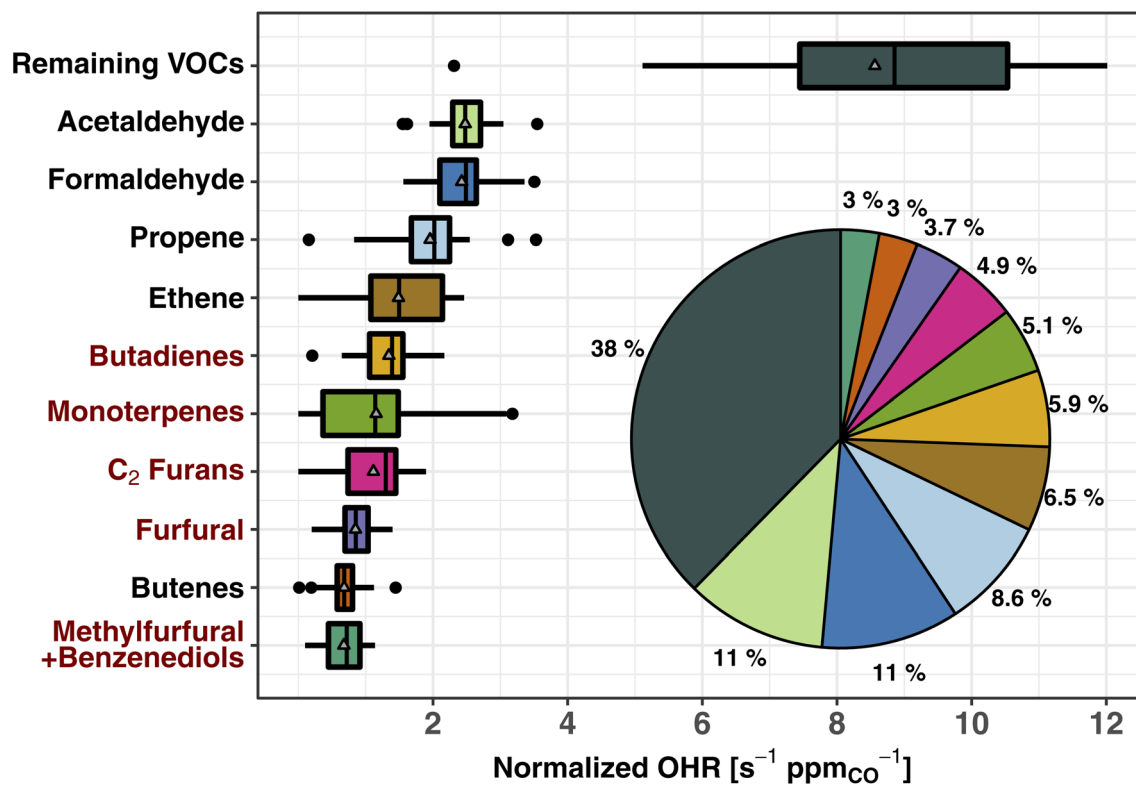 Remaining VOCs
Acetaldehyde
Formaldehyde
Propene
Ethene
Butadienes
Monoterpenes
C₂ Furans
Furfural
Butenes
Methylfurfural
+Benzenediols
3 %
3 %
3.7 %
4.9 %
5.1 %
5.9 %
6.5 %
8.6 %
11 %
11 %
38 %
2 4 6 8 10 12
Normalized OHR [s⁻¹ ppm_CO⁻¹]